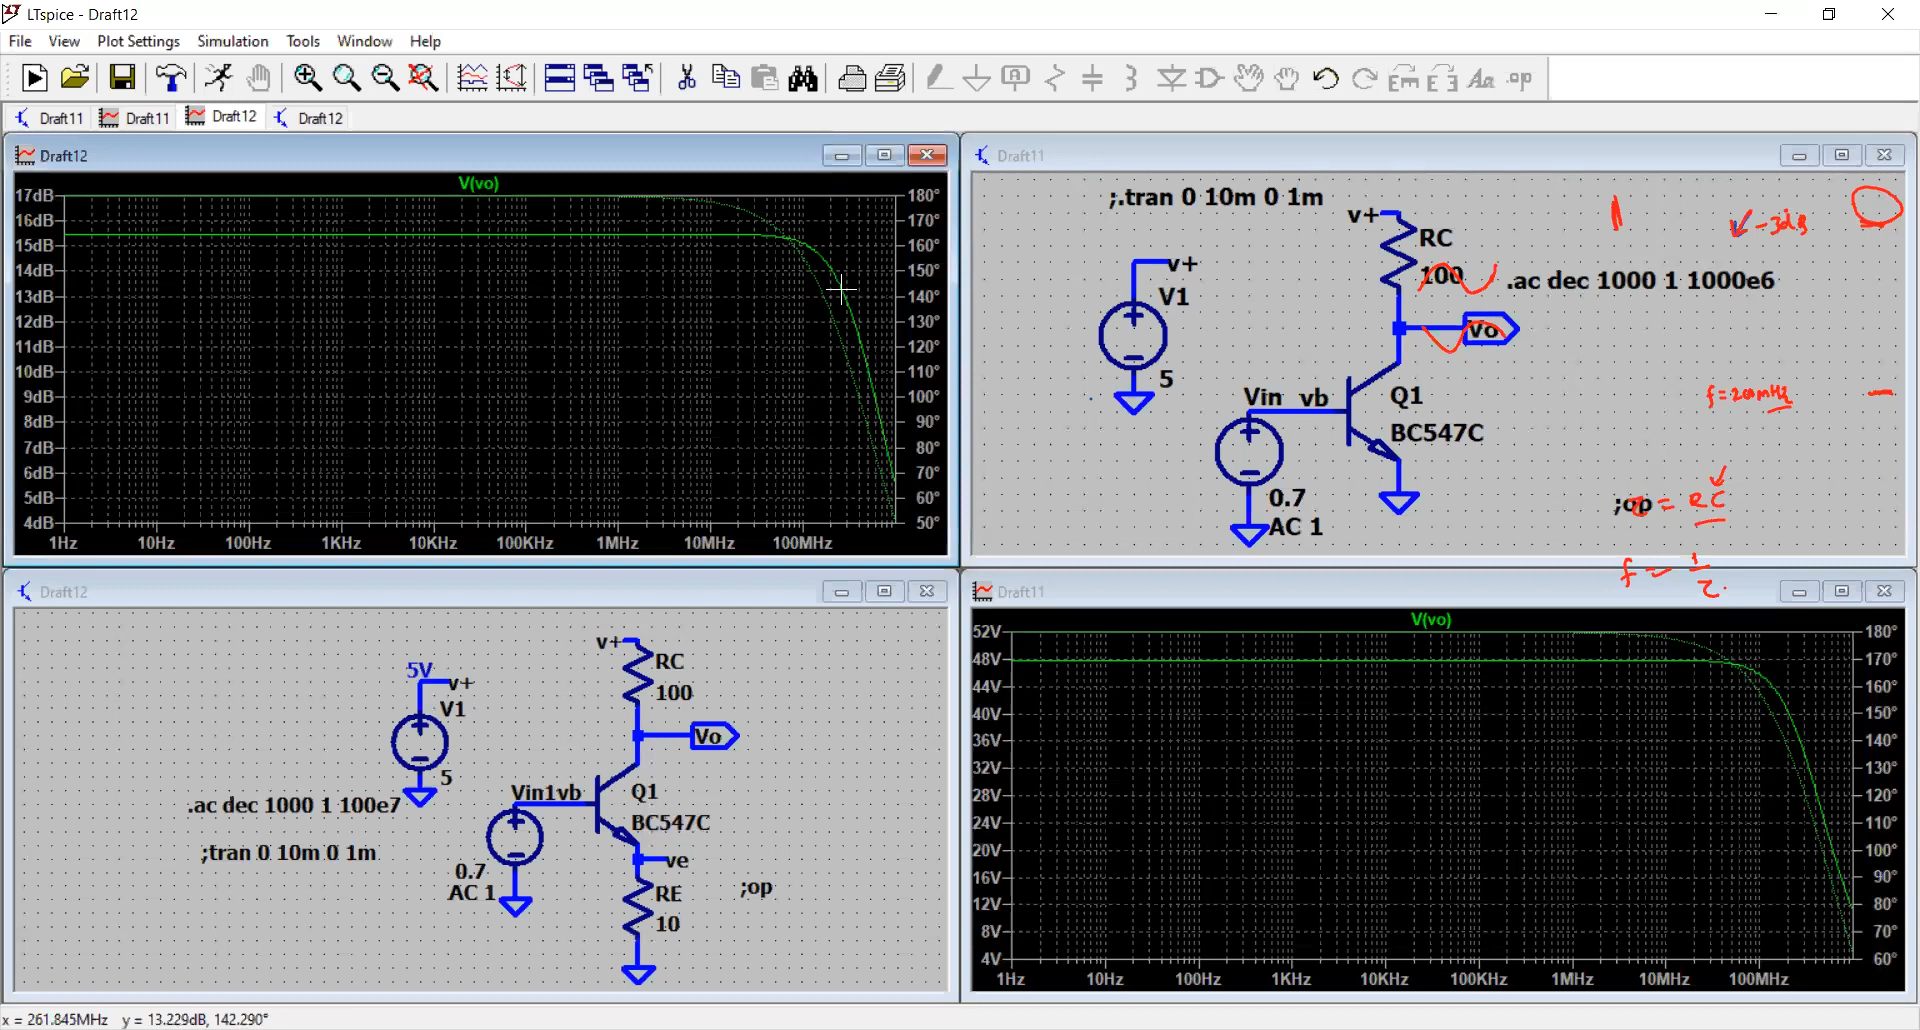 LTspice - Draft12
File View Plot Settings Simulation Tools Window Help
Draft11 Draft11 Draft12 Draft12
Draft12
V(vo)
17dB 180°
16dB 170°
15dB 160°
14dB 150°
13dB 140°
12dB 130°
11dB 120°
10dB 110°
9dB 100°
8dB 90°
7dB 80°
6dB 70°
5dB 60°
4dB 50°
1Hz 10Hz 100Hz 1KHz 10KHz 100KHz 1MHz 10MHz 100MHz
Draft11
;.tran 0 10m 0 1m
v+
RC
100
.ac dec 1000 1 1000e6
v+
V1
5
Vo
Vin vb
Q1
BC547C
0.7
AC 1
;op
-3dB
f=200MHz
τ = RC
f = 1/τ
Draft12
5V
v+
V1
5
v+
RC
100
Vo
.ac dec 1000 1 100e7
;tran 0 10m 0 1m
Vin1vb
Q1
BC547C
0.7
AC 1
ve
RE
10
;op
Draft11
V(vo)
52V 180°
48V 170°
44V 160°
40V 150°
36V 140°
32V 130°
28V 120°
24V 110°
20V 100°
16V 90°
12V 80°
8V 70°
4V 60°
1Hz 10Hz 100Hz 1KHz 10KHz 100KHz 1MHz 10MHz 100MHz
x = 261.845MHz y = 13.229dB, 142.290°